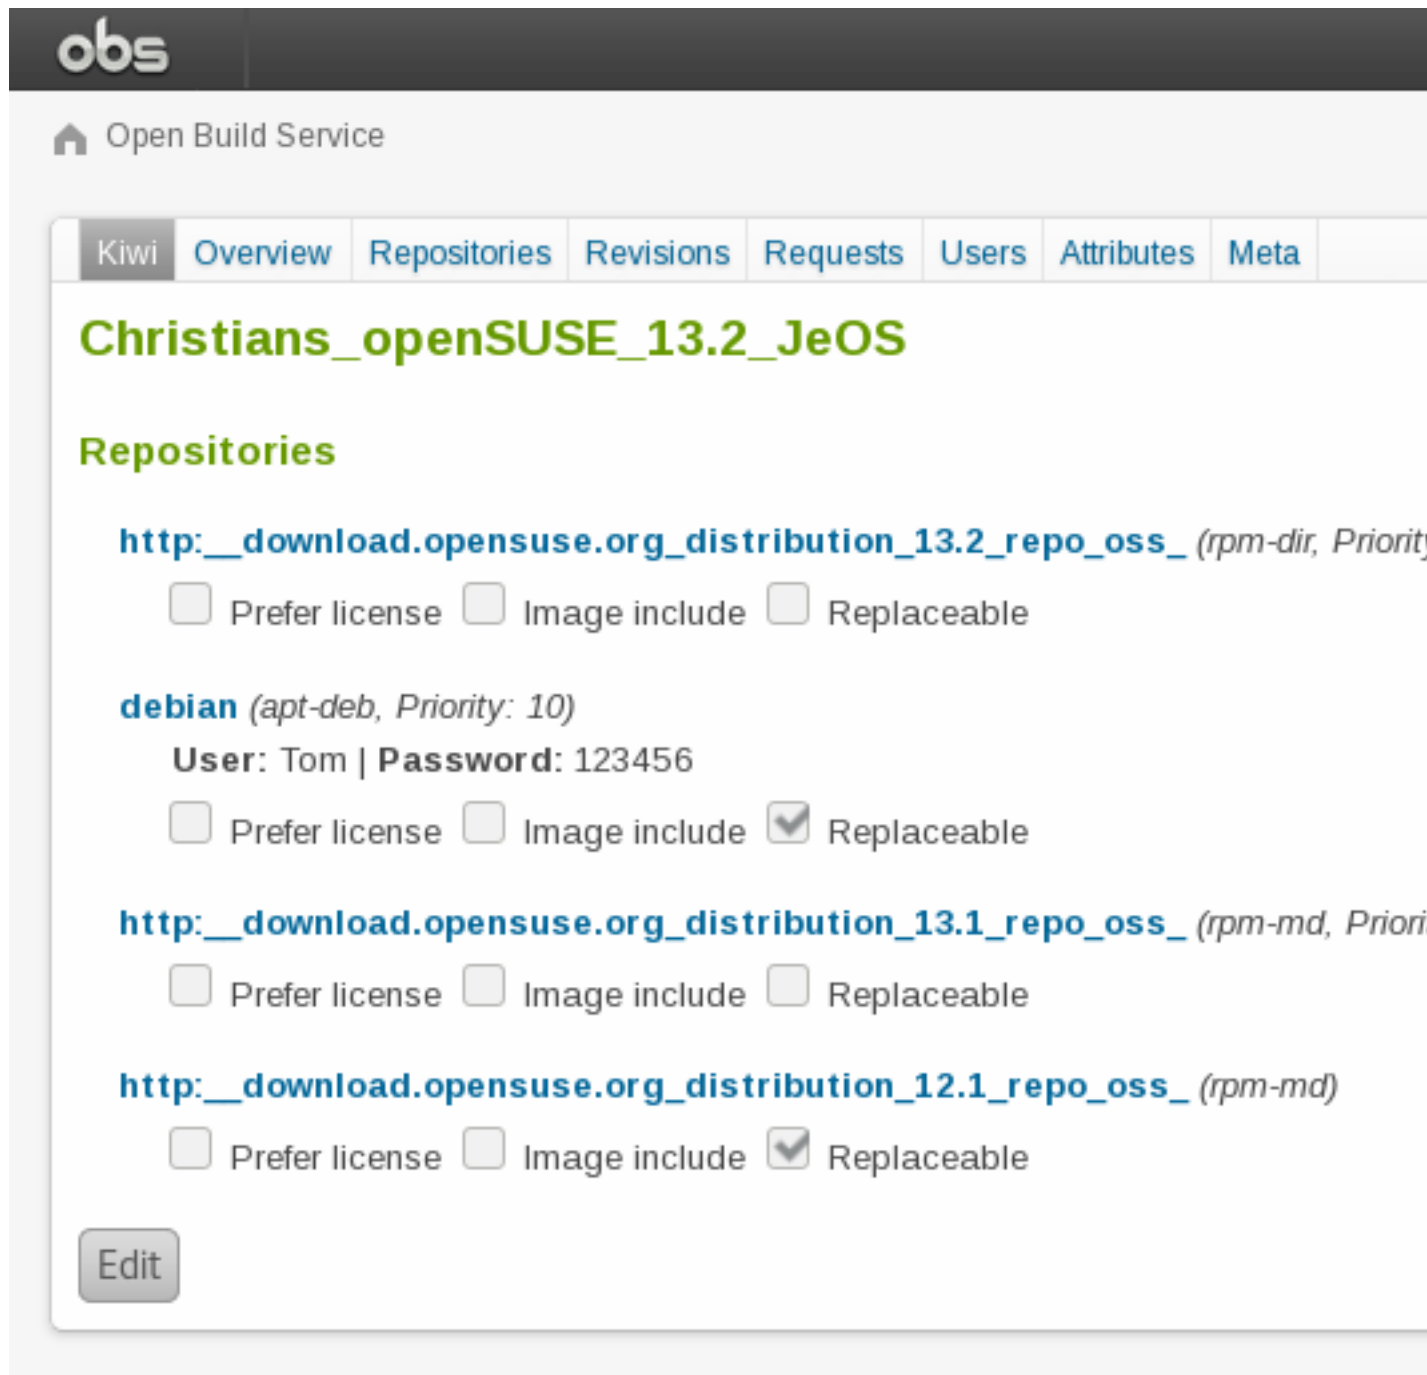 obs
Open Build Service
Kiwi Overview Repositories Revisions Requests Users Attributes Meta
Christians_openSUSE_13.2_JeOS
Repositories
http:__download.opensuse.org_distribution_13.2_repo_oss_ (rpm-dir, Priority
Prefer license Image include Replaceable
debian (apt-deb, Priority: 10)
User: Tom | Password: 123456
Prefer license Image include Replaceable
http:__download.opensuse.org_distribution_13.1_repo_oss_ (rpm-md,
Prefer license Image include Replaceable
http:__download.opensuse.org_distribution_12.1_repo_oss_ (rpm-md)
Prefer license Image include Replaceable
Edit